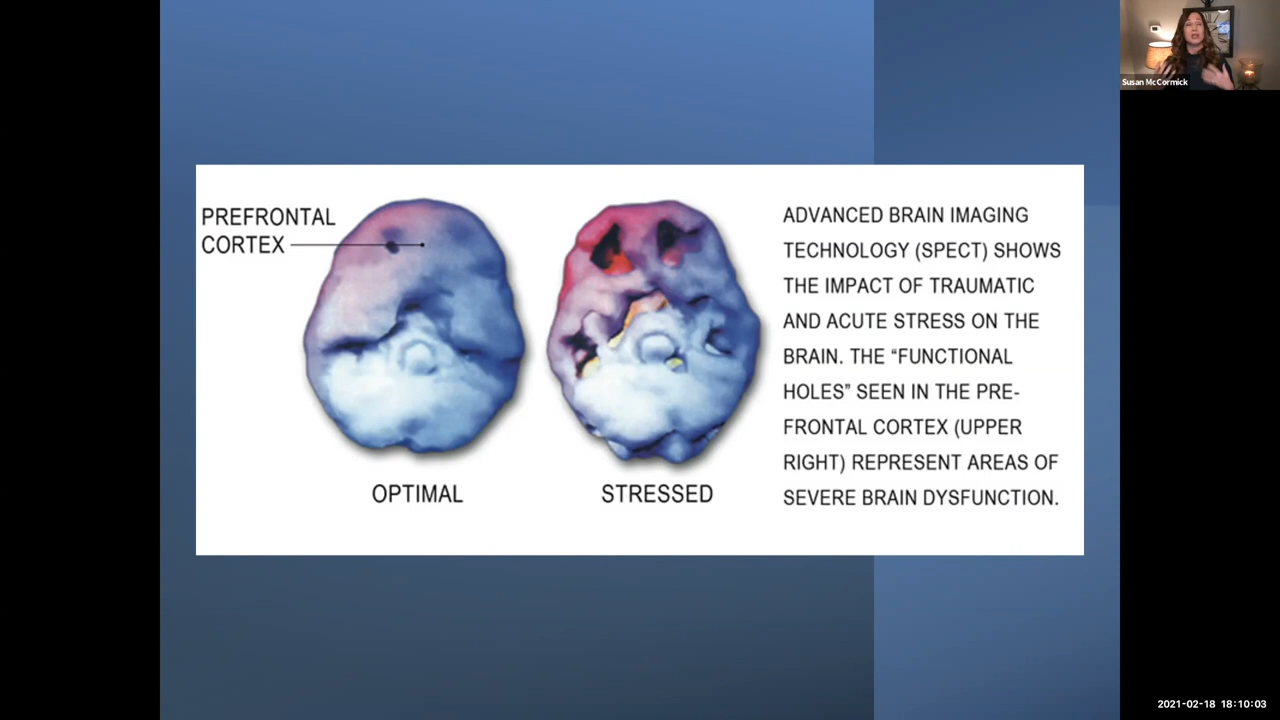 Susan McCormick
PREFRONTAL
CORTEX
OPTIMAL
STRESSED
ADVANCED BRAIN IMAGING
TECHNOLOGY (SPECT) SHOWS
THE IMPACT OF TRAUMATIC
AND ACUTE STRESS ON THE
BRAIN. THE “FUNCTIONAL
HOLES” SEEN IN THE PRE-
FRONTAL CORTEX (UPPER
RIGHT) REPRESENT AREAS OF
SEVERE BRAIN DYSFUNCTION.
2021-02-18 18:10:03